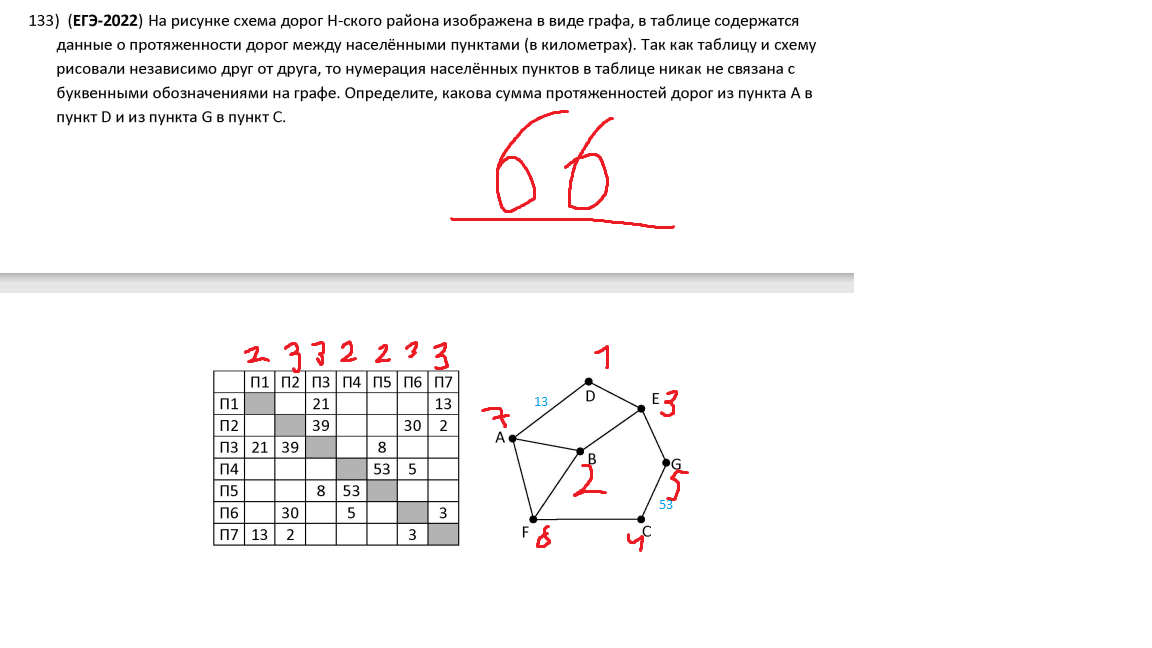 133) (ЕГЭ-2022) На рисунке схема дорог Н-ского района изображена в виде графа, в таблице содержатся
данные о протяженности дорог между населёнными пунктами (в километрах). Так как таблицу и схему
рисовали независимо друг от друга, то нумерация населённых пунктов в таблице никак не связана с
буквенными обозначениями на графе. Определите, какова сумма протяженностей дорог из пункта А в
пункт D и из пункта G в пункт С.
66
2 3 3 2 2 3 3
П1 П2 П3 П4 П5 П6 П7
П1 21 13
П2 39 30 2
П3 21 39 8
П4 53 5
П5 8 53
П6 30 5 3
П7 13 2 3
1
D
13
E 3
7
A
B
2
G
5
53
F 6
4 C